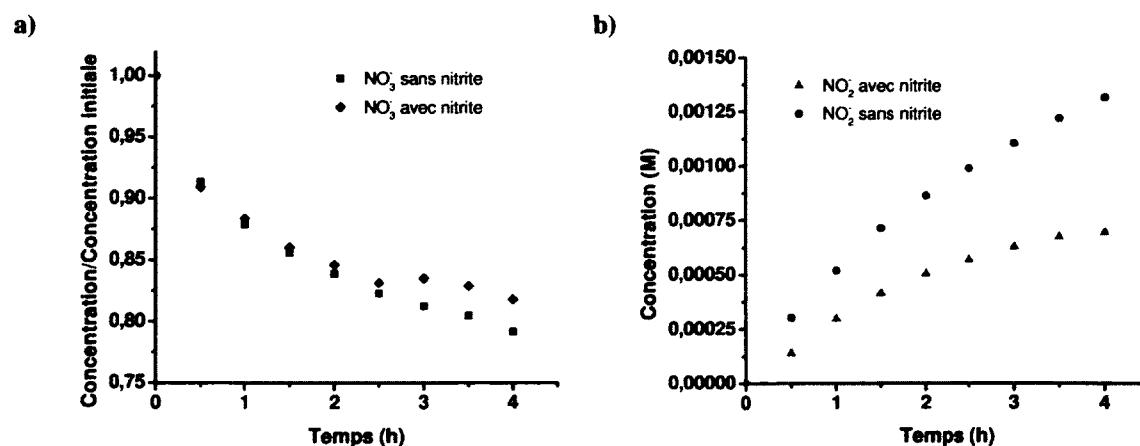 a)
Concentration/Concentration initiale
1,00
0,95
0,90
0,85
0,80
0,75
0
1
2
3
4
Temps (h)
NO₃⁻ sans nitrite
NO₃⁻ avec nitrite
b)
Concentration (M)
0,00150
0,00125
0,00100
0,00075
0,00050
0,00025
0,00000
0
1
2
3
4
Temps (h)
NO₂⁻ avec nitrite
NO₂⁻ sans nitrite